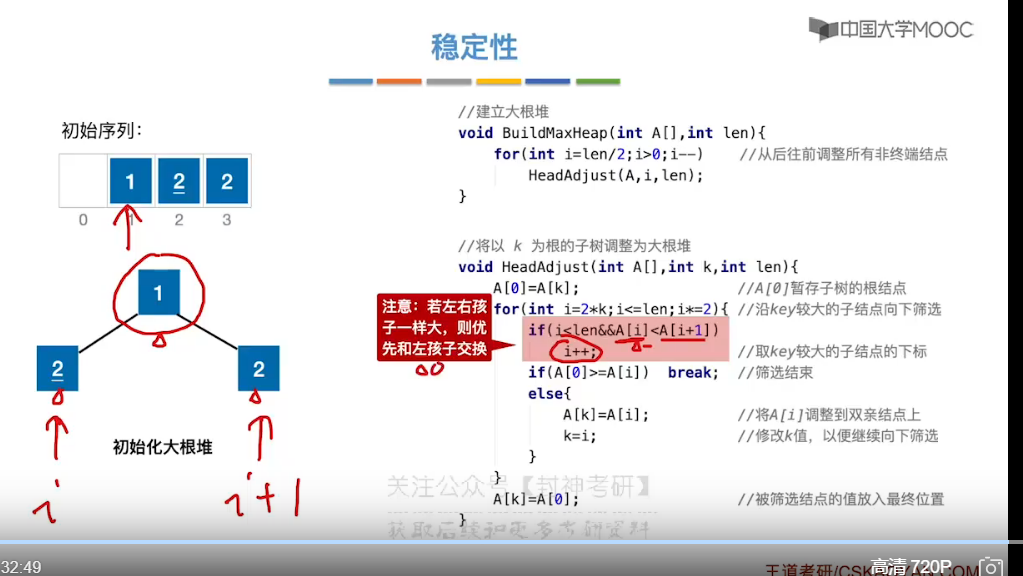 中国大学MOOC
稳定性
初始序列：
1 2 2
0 1 2 3
1
2 2
i i+1
初始化大根堆
//建立大根堆
void BuildMaxHeap(int A[],int len){
for(int i=len/2;i>0;i--) //从后往前调整所有非终端结点
HeadAdjust(A,i,len);
}
//将以 k 为根的子树调整为大根堆
void HeadAdjust(int A[],int k,int len){
A[0]=A[k]; //A[0]暂存子树的根结点
for(int i=2*k;i<=len;i*=2){ //沿key较大的子结点向下筛选
if(i<len&&A[i]<A[i+1])
i++; //取key较大的子结点的下标
if(A[0]>=A[i]) break; //筛选结束
else{
A[k]=A[i]; //将A[i]调整到双亲结点上
k=i; //修改k值，以便继续向下筛选
}
}
A[k]=A[0]; //被筛选结点的值放入最终位置
}
注意：若左右孩
子一样大，则优
先和左孩子交换
关注公众号【封神考研】
获取后续和更多考研资料
32:49
高清 720P
王道考研/CSK
.COM